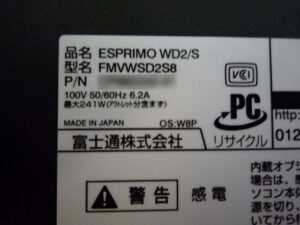 品名 ESPRIMO WD2/S
型名 FMVWSD2S8
P/N
100V 50/60Hz 6.2A
最大241W(アウトレット分含まず)
VCI
MADE IN JAPAN OS:W8P
PC
富士通株式会社 リサイクル
http:
012
警告 感電
内蔵オプシ
場合は、感
ソコン本体
源を切り、
いてから行